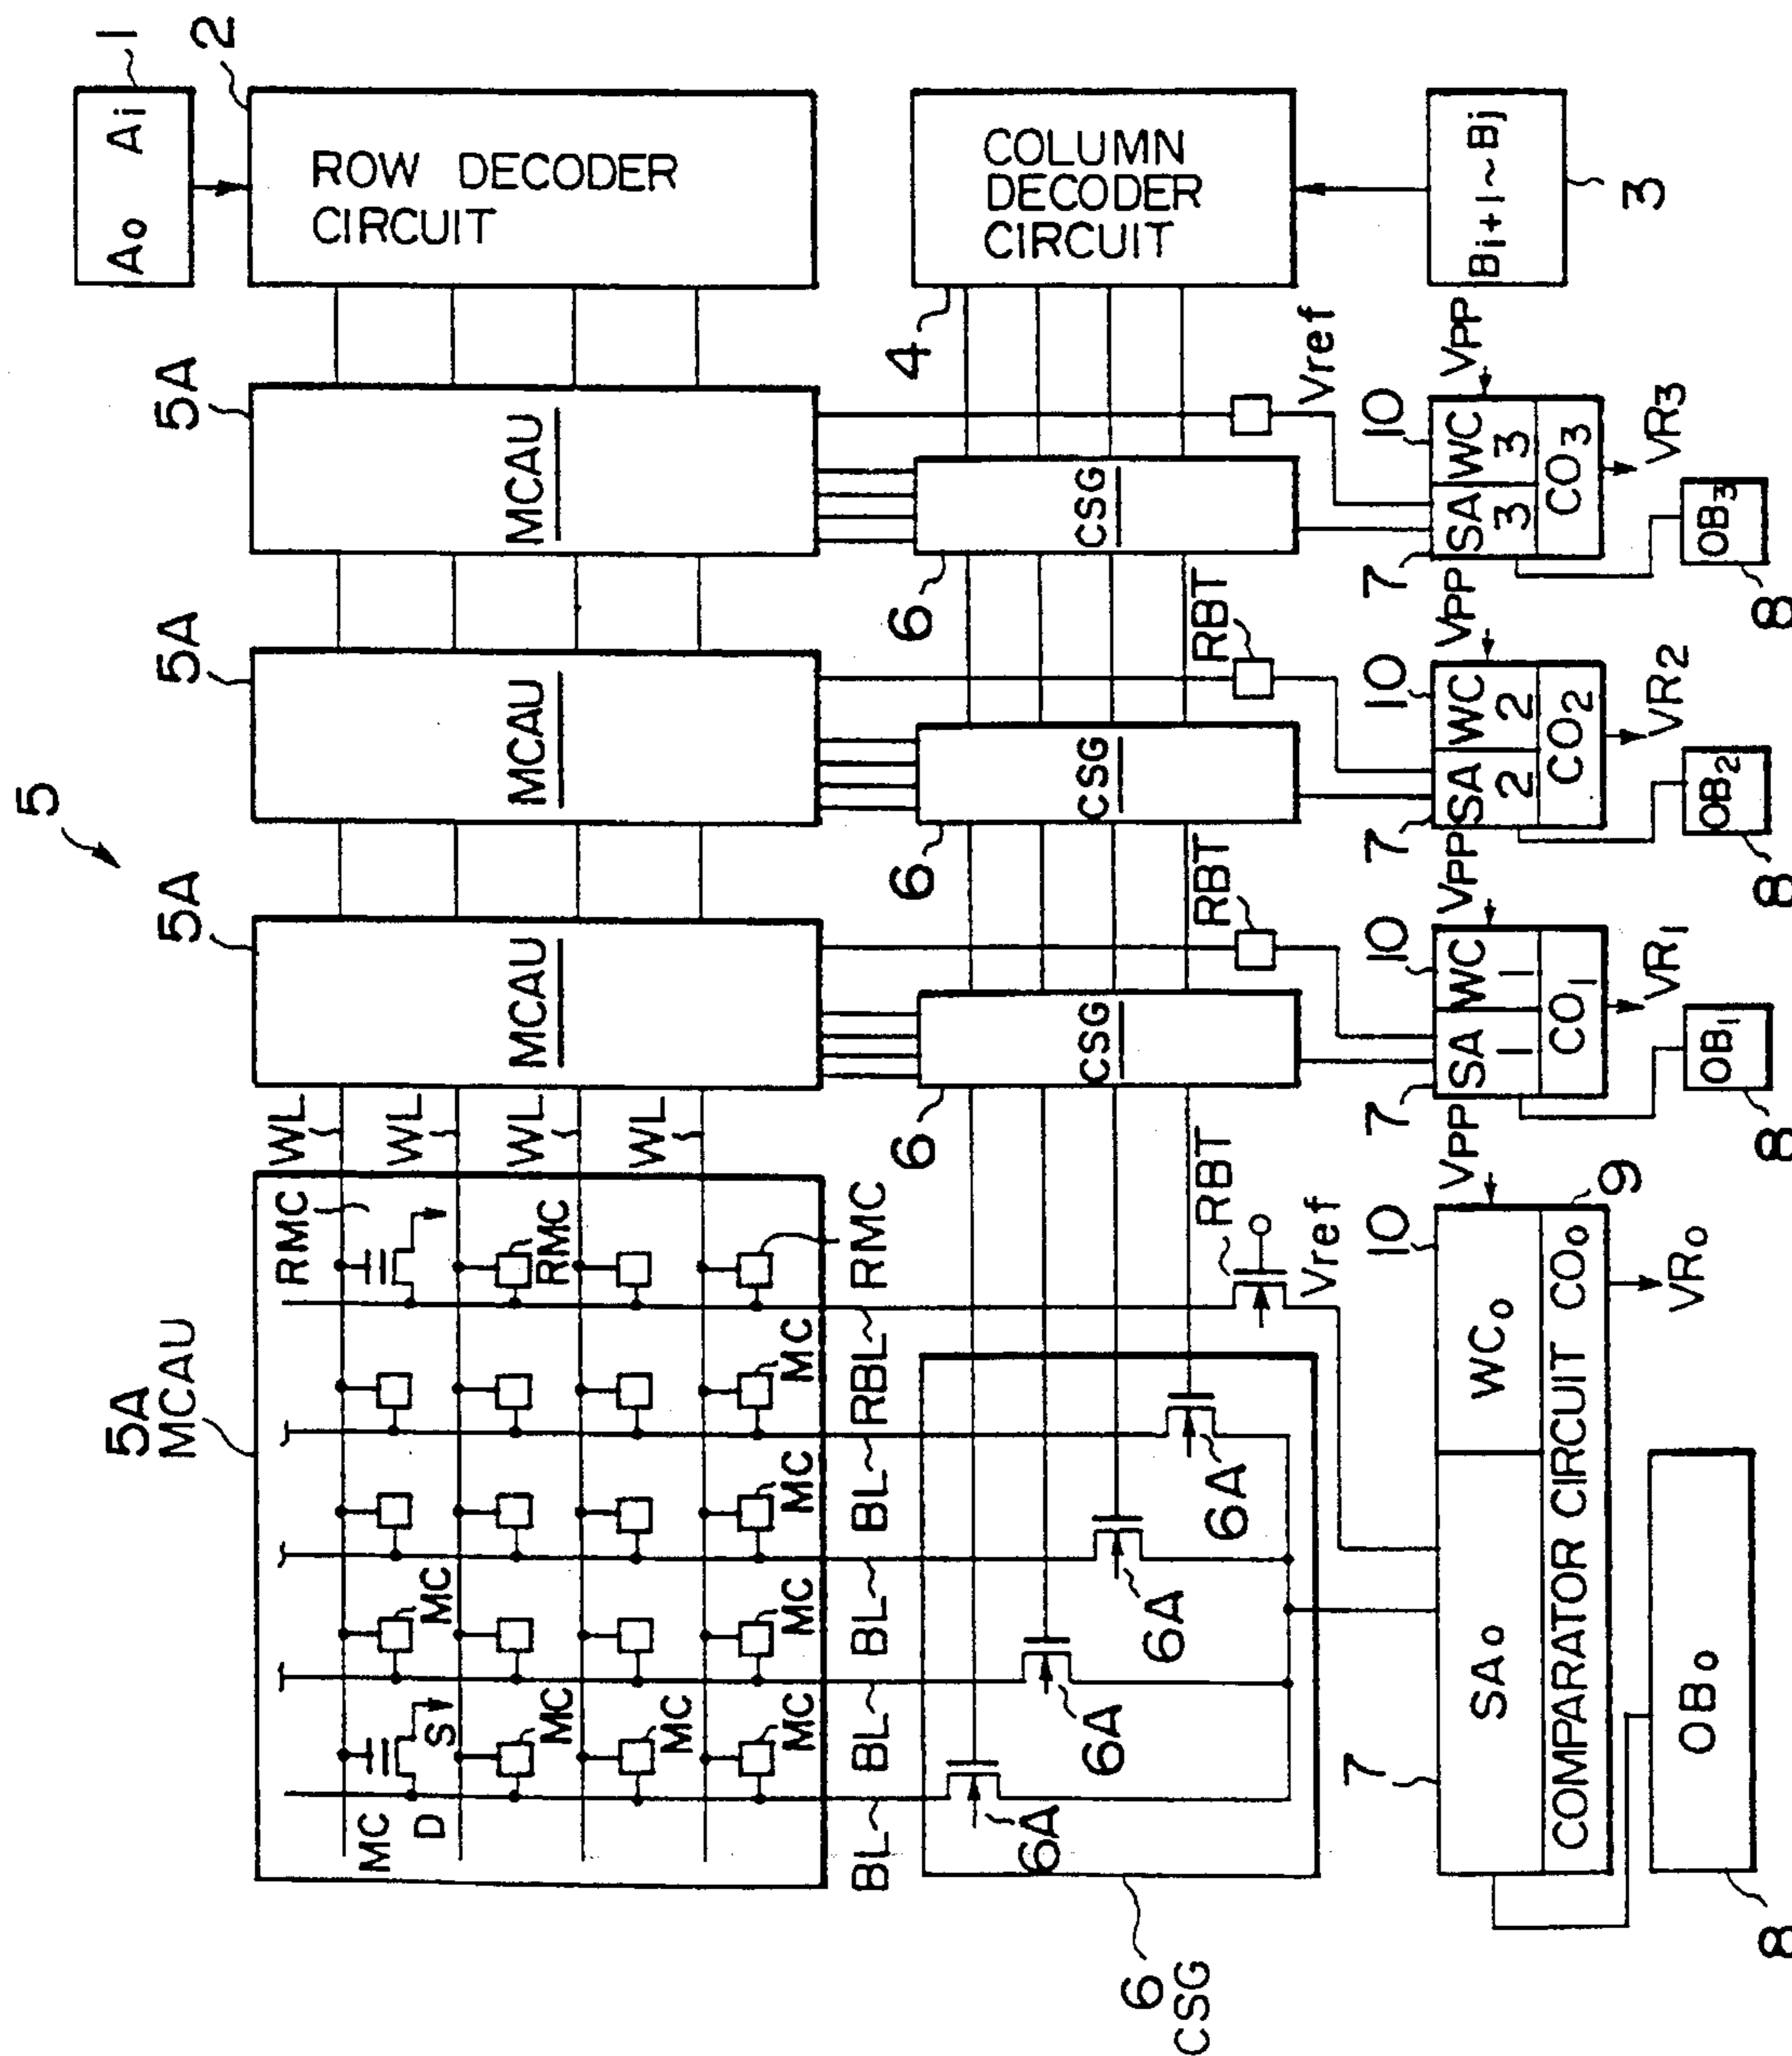 1
A0 Ai
2
ROW DECODER
CIRCUIT
COLUMN
DECODER
CIRCUIT
4
Bi+1~Bj
3
5
5A
MCAU
5A
MCAU
5A
MCAU
5A
MCAU
WL
WL
WL
WL
RMC
RMC
RMC
MC
MC
MC
MC
MC
MC
MC
MC
D
S
BL
BL
BL
BL
RBL
RBT
Vref
RBT
RBT
Vref
6
CSG
6A
6A
6A
6A
6
CSG
6
CSG
6
CSG
7
SA0
10
WC0
VPP
9
COMPARATOR CIRCUIT CO0
VR0
8
OB0
7
SA
1
10
WC
1
VPP
CO1
VR1
8
OB1
7
SA
2
10
WC
2
VPP
CO2
VR2
8
OB2
7
SA
3
10
WC
3
VPP
CO3
VR3
8
OB3